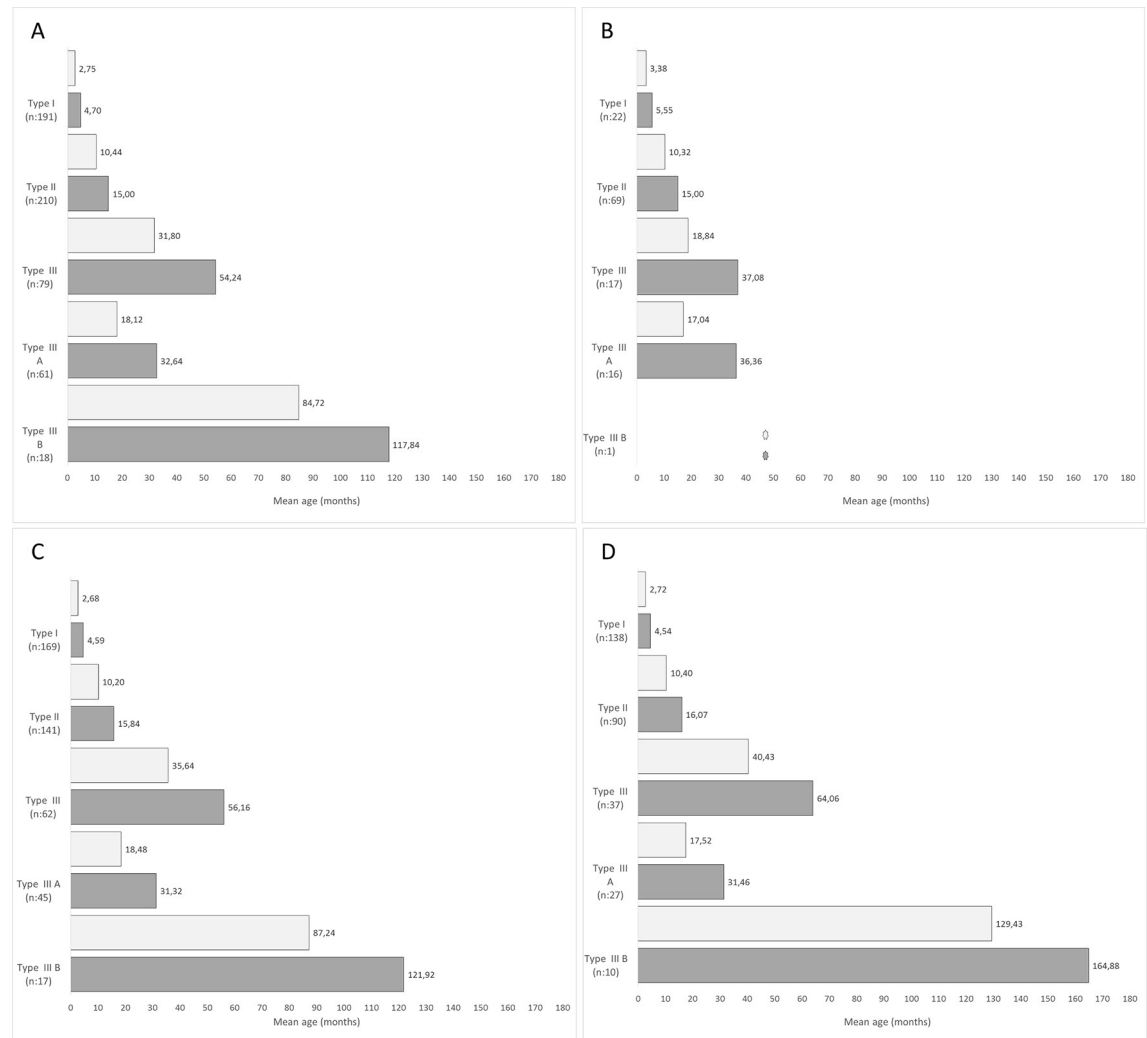 A
2,75
Type I
(n:191)
4,70
10,44
Type II
(n:210)
15,00
31,80
Type III
(n:79)
54,24
18,12
Type III
A
(n:61)
32,64
84,72
Type III
B
(n:18)
117,84
0 10 20 30 40 50 60 70 80 90 100 110 120 130 140 150 160 170 180
Mean age (months)
B
3,38
Type I
(n:22)
5,55
10,32
Type II
(n:69)
15,00
18,84
Type III
(n:17)
37,08
17,04
Type III
A
(n:16)
36,36
Type III B
(n:1)
0 10 20 30 40 50 60 70 80 90 100 110 120 130 140 150 160 170 180
Mean age (months)
C
2,68
Type I
(n:169)
4,59
10,20
Type II
(n:141)
15,84
35,64
Type III
(n:62)
56,16
18,48
Type III A
(n:45)
31,32
87,24
Type III B
(n:17)
121,92
0 10 20 30 40 50 60 70 80 90 100 110 120 130 140 150 160 170 180
Mean age (months)
D
2,72
Type I
(n:138)
4,54
10,40
Type II
(n:90)
16,07
40,43
Type III
(n:37)
64,06
17,52
Type III
A
(n:27)
31,46
129,43
Type III B
(n:10)
164,88
0 10 20 30 40 50 60 70 80 90 100 110 120 130 140 150 160 170 180
Mean age (months)